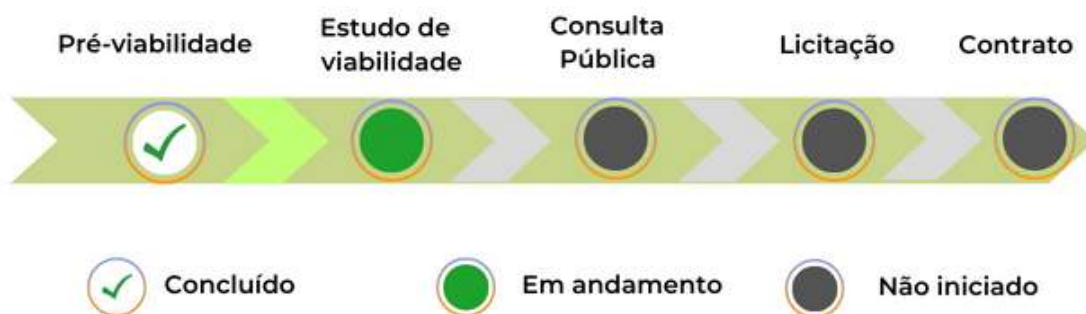 Pré-viabilidade
Estudo de
viabilidade
Consulta
Pública
Licitação
Contrato
Concluído
Em andamento
Não iniciado